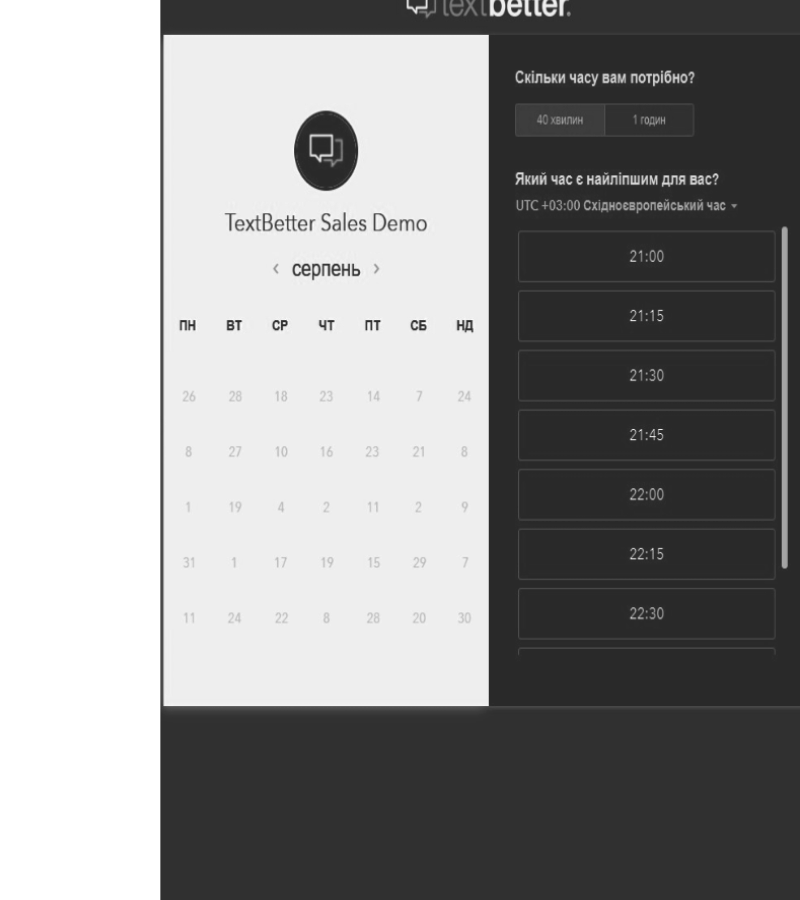 textbetter.
TextBetter Sales Demo
‹ серпень ›
ПН ВТ СР ЧТ ПТ СБ НД
26 28 18 23 14 7 24
8 27 10 16 23 21 8
1 19 4 2 11 2 9
31 1 17 19 15 29 7
11 24 22 8 28 20 30
Скільки часу вам потрібно?
40 хвилин 1 годин
Який час є найліпшим для вас?
UTC +03:00 Східноєвропейський час
21:00
21:15
21:30
21:45
22:00
22:15
22:30